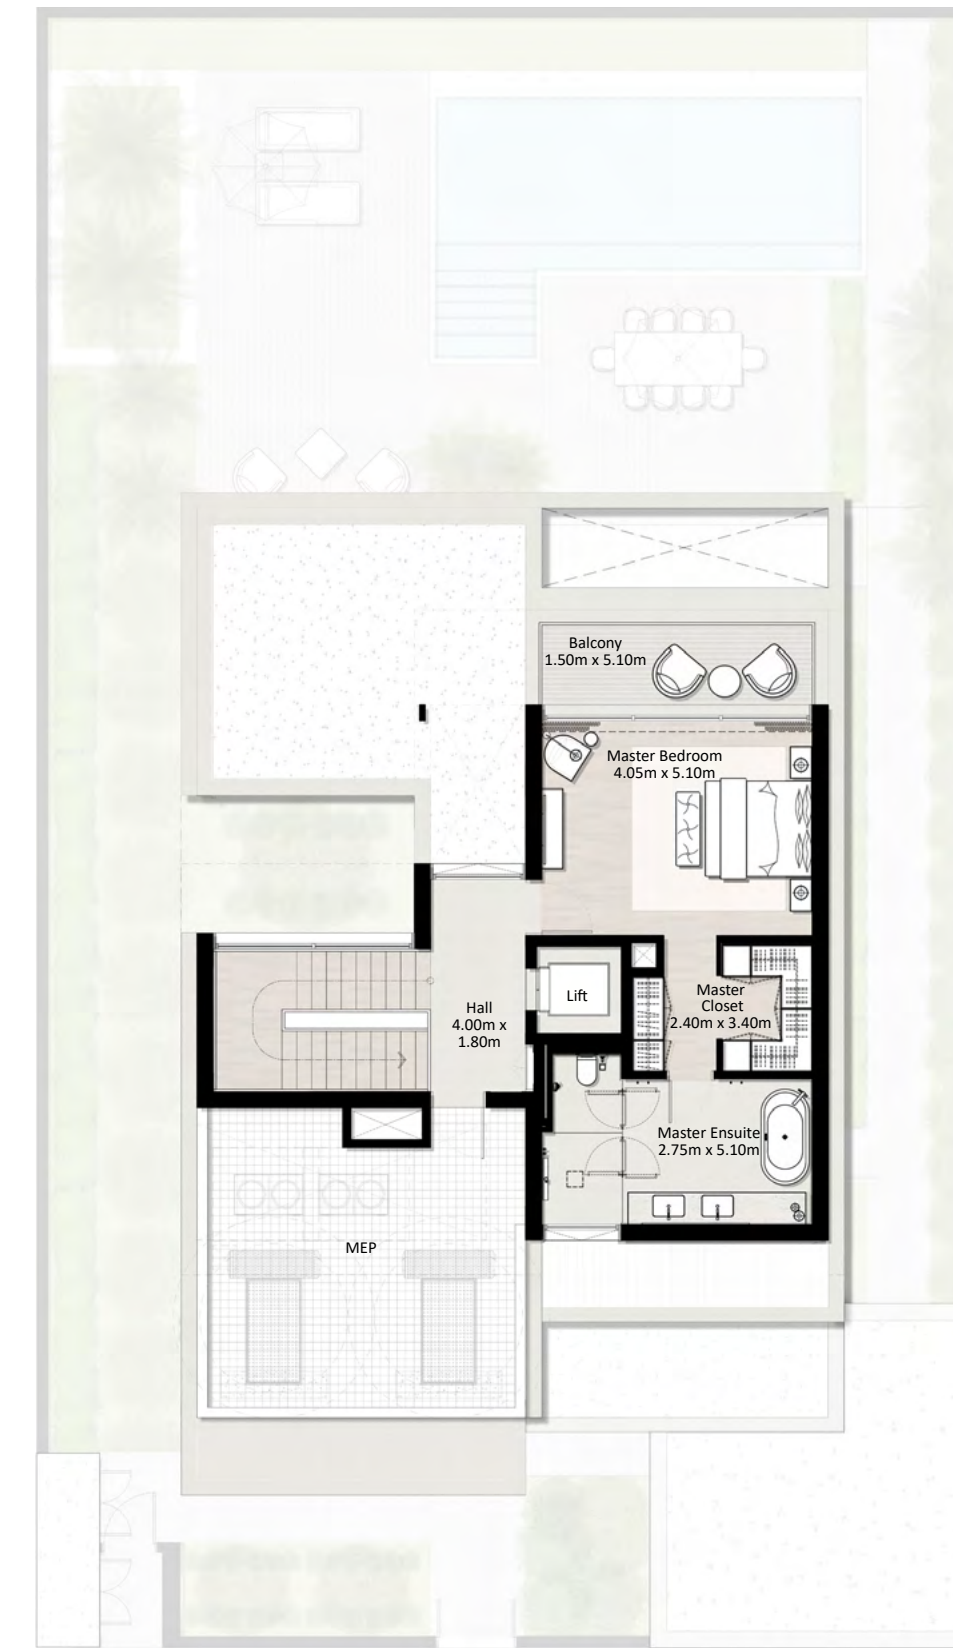 Balcony
1.50m x 5.10m
Master Bedroom
4.05m x 5.10m
Lift
Hall
4.00m x
1.80m
Master
Closet
2.40m x 3.40m
Master Ensuite
2.75m x 5.10m
MEP